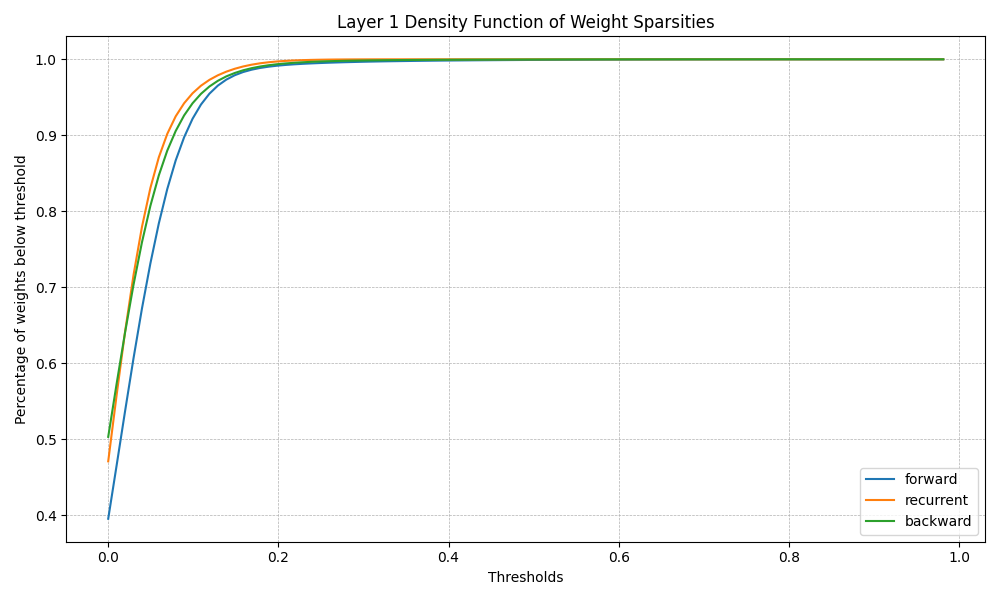 Layer 1 Density Function of Weight Sparsities
Percentage of weights below threshold
1.0
0.9
0.8
0.7
0.6
0.5
0.4
forward
recurrent
backward
0.0 0.2 0.4 0.6 0.8 1.0
Thresholds